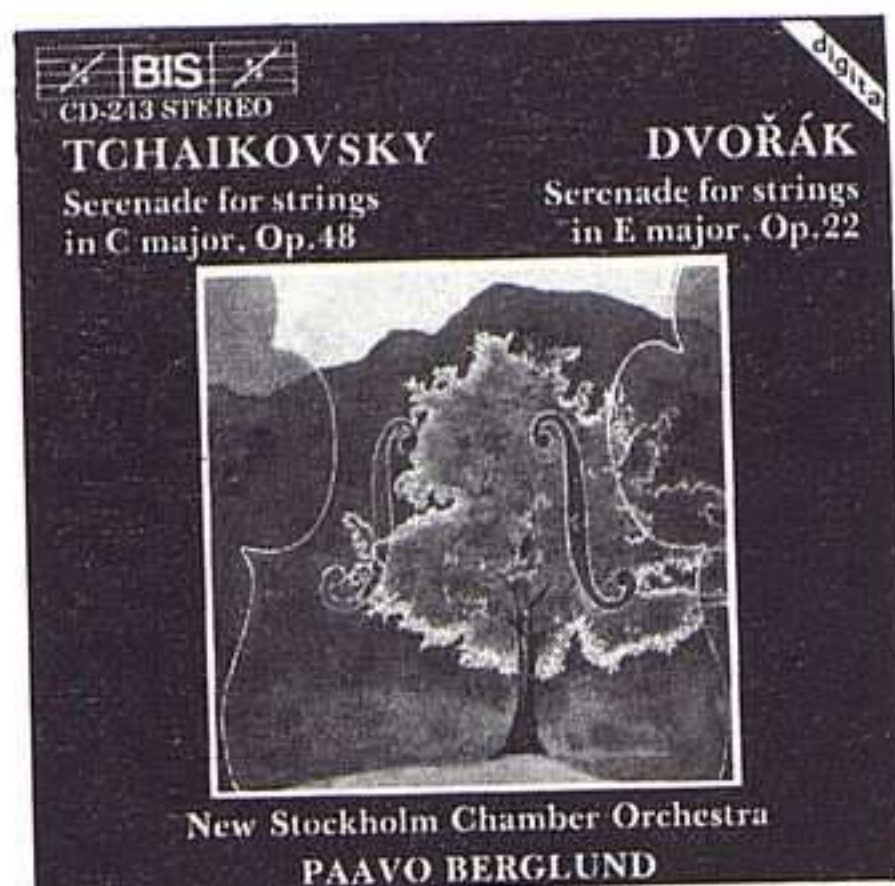 BIS
digita
CD-243 STEREO
TCHAIKOVSKY
Serenade for strings
in C major, Op.48
DVOŘÁK
Serenade for strings
in E major, Op.22
New Stockholm Chamber Orchestra
PAAVO BERGLUND